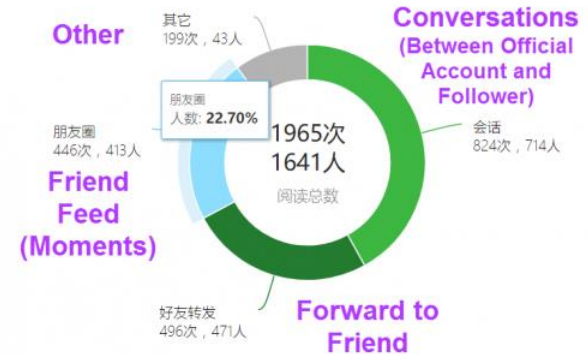 Other
其它
199次，43人
Conversations
(Between Official
Account and
Follower)
朋友圈
人数: 22.70%
1965次
1641人
阅读总数
会话
824次，714人
朋友圈
446次，413人
Friend
Feed
(Moments)
好友转发
496次，471人
Forward to
Friend